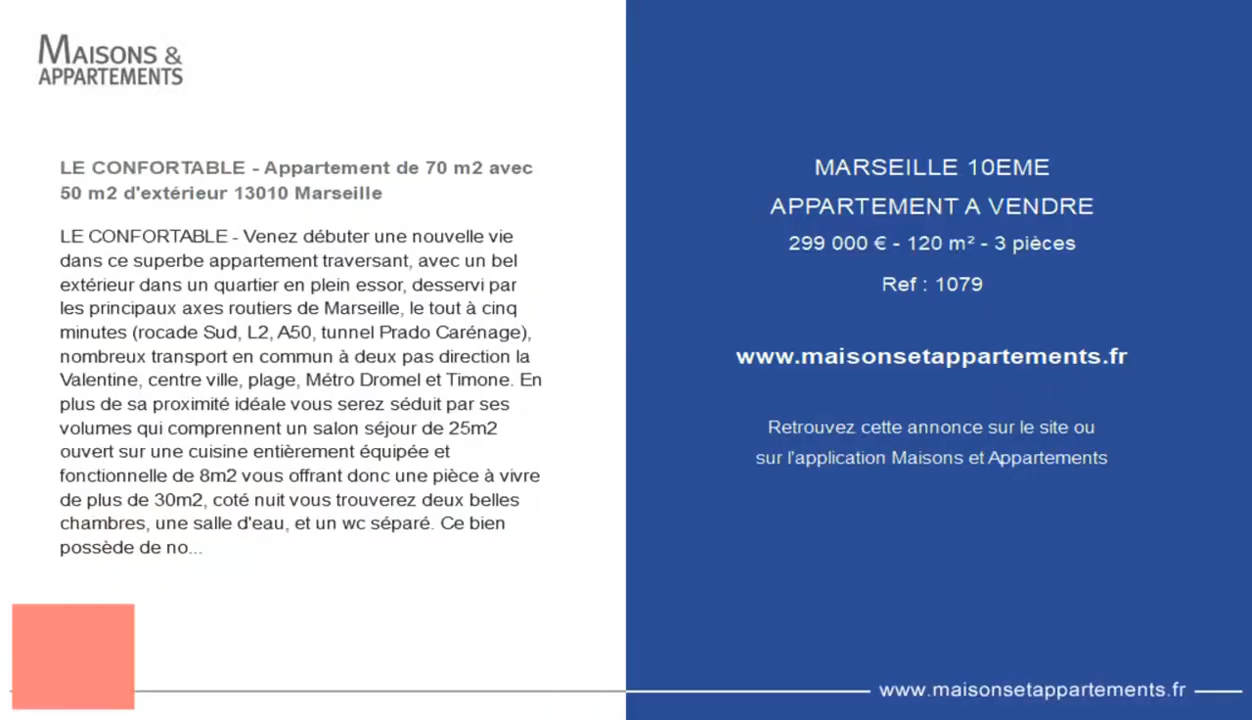 MAISONS &
APPARTEMENTS
LE CONFORTABLE - Appartement de 70 m2 avec
50 m2 d'extérieur 13010 Marseille
LE CONFORTABLE - Venez débuter une nouvelle vie
dans ce superbe appartement traversant, avec un bel
extérieur dans un quartier en plein essor, desservi par
les principaux axes routiers de Marseille, le tout à cinq
minutes (rocade Sud, L2, A50, tunnel Prado Carénage),
nombreux transport en commun à deux pas direction la
Valentine, centre ville, plage, Métro Dromel et Timone. En
plus de sa proximité idéale vous serez séduit par ses
volumes qui comprennent un salon séjour de 25m2
ouvert sur une cuisine entièrement équipée et
fonctionnelle de 8m2 vous offrant donc une pièce à vivre
de plus de 30m2, coté nuit vous trouverez deux belles
chambres, une salle d'eau, et un wc séparé. Ce bien
possède de no...
MARSEILLE 10EME
APPARTEMENT A VENDRE
299 000 € - 120 m² - 3 pièces
Ref : 1079
www.maisonsetappartements.fr
Retrouvez cette annonce sur le site ou
sur l'application Maisons et Appartements
www.maisonsetappartements.fr